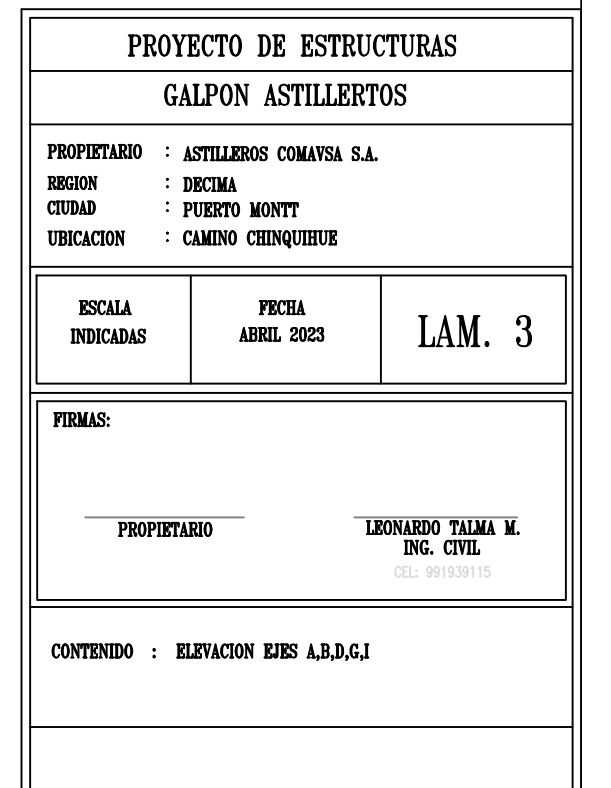 PROYECTO DE ESTRUCTURAS
GALPON ASTILLERTOS
PROPIETARIO : ASTILLEROS COMAVSA S.A.
REGION : DECIMA
CIUDAD : PUERTO MONTT
UBICACION : CAMINO CHINQUIHUE
ESCALA
INDICADAS
FECHA
ABRIL 2023
LAM. 3
FIRMAS:
PROPIETARIO
LEONARDO TALMA M.
ING. CIVIL
CEL: 991939115
CONTENIDO : ELEVACION EJES A,B,D,G,I